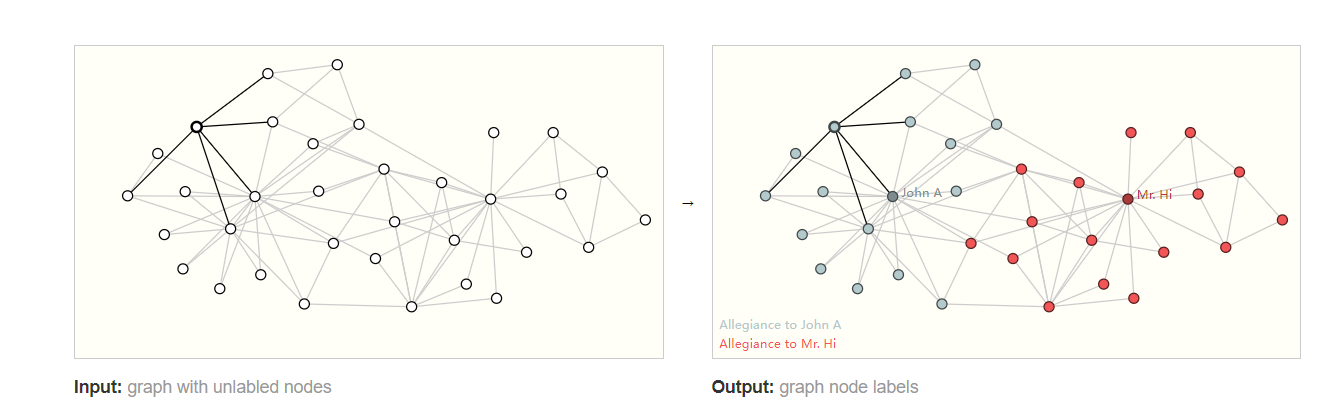 →
John A
Mr. Hi
Allegiance to John A
Allegiance to Mr. Hi
Input: graph with unlabled nodes
Output: graph node labels